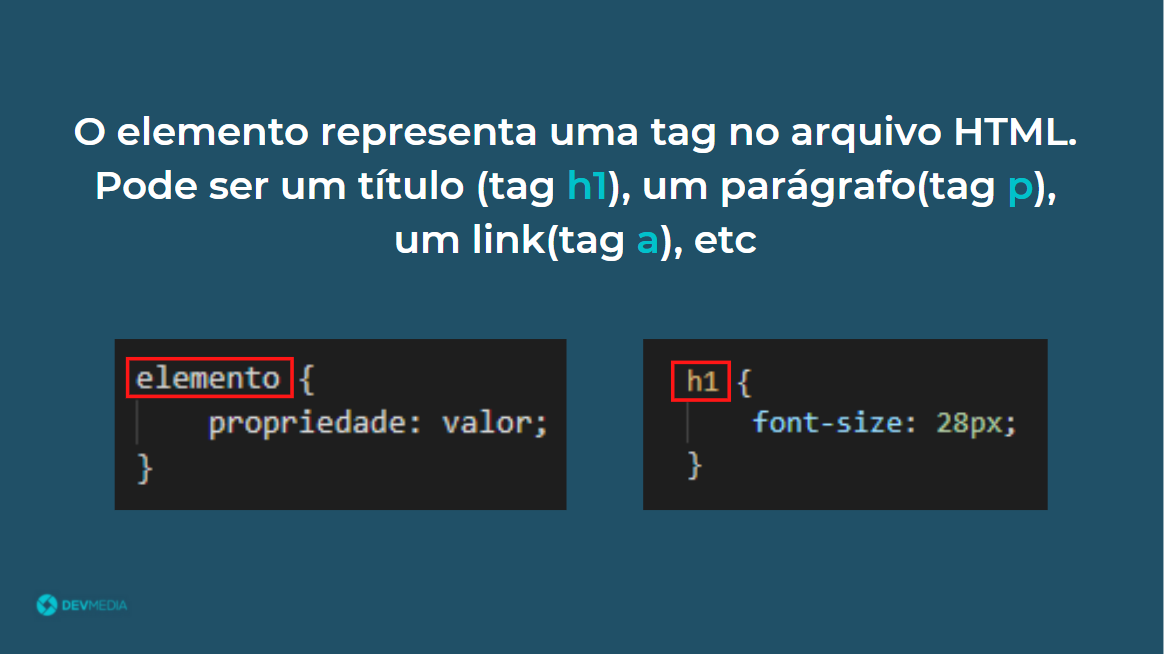 O elemento representa uma tag no arquivo HTML.
Pode ser um título (tag h1), um parágrafo(tag p),
um link(tag a), etc
elemento {
propriedade: valor;
}
h1 {
font-size: 28px;
}
DEVMEDIA